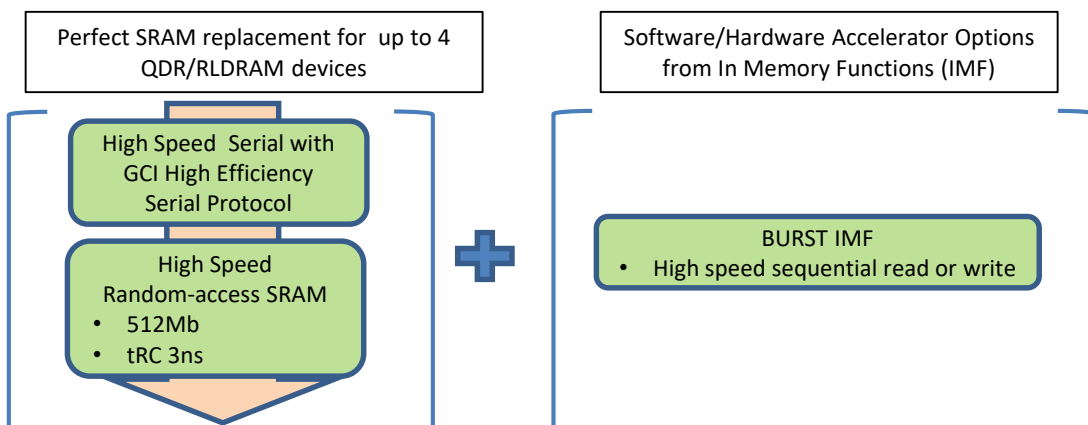 Perfect SRAM replacement for up to 4
QDR/RLDRAM devices
High Speed Serial with
GCI High Efficiency
Serial Protocol
High Speed
Random-access SRAM
• 512Mb
• tRC 3ns
Software/Hardware Accelerator Options
from In Memory Functions (IMF)
BURST IMF
• High speed sequential read or write